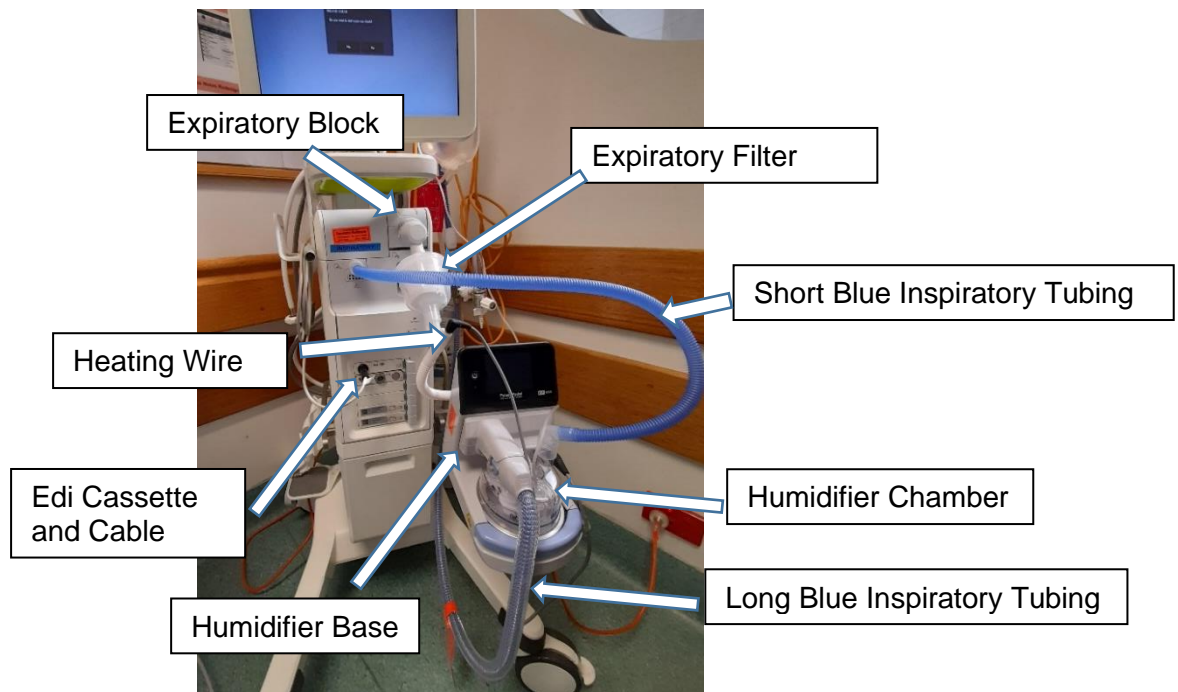 Expiratory Block
Expiratory Filter
Short Blue Inspiratory Tubing
Heating Wire
Edi Cassette
and Cable
Humidifier Chamber
Long Blue Inspiratory Tubing
Humidifier Base